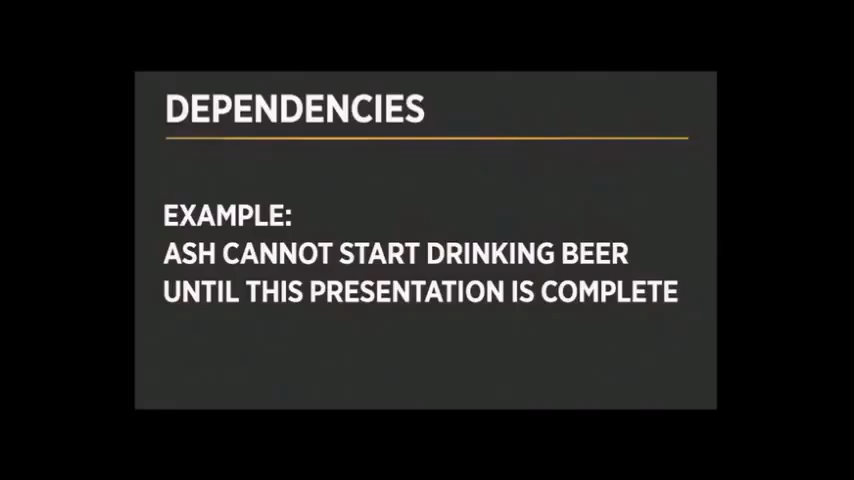 DEPENDENCIES
EXAMPLE:
ASH CANNOT START DRINKING BEER
UNTIL THIS PRESENTATION IS COMPLETE